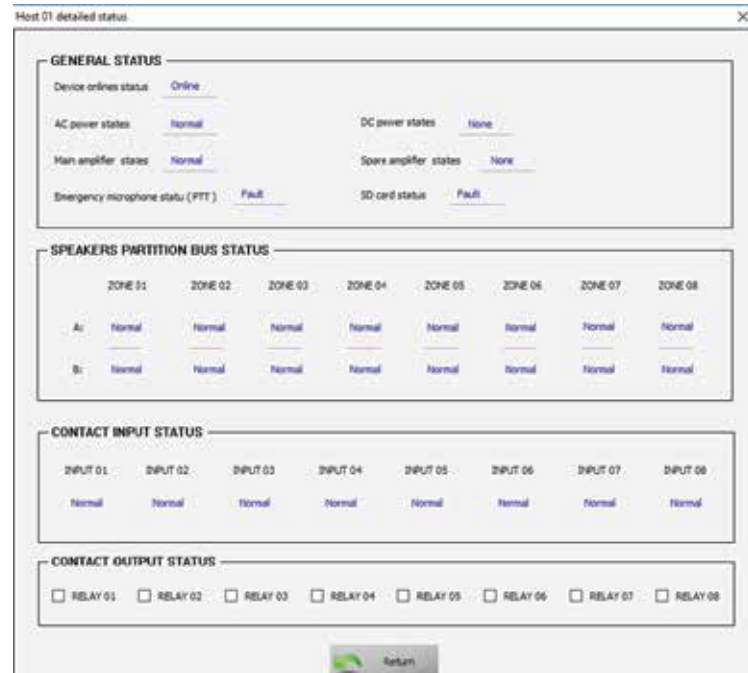 Host 01 detailed status
GENERAL STATUS
Device onlines status Online
AC power states Normal DC power states None
Main amplifier states Normal Spare amplifier states None
Emergency microphone statu ( PTT ) Fault SD card status Fault
SPEAKERS PARTITION BUS STATUS
ZONE 01 ZONE 02 ZONE 03 ZONE 04 ZONE 05 ZONE 06 ZONE 07 ZONE 08
A: Normal Normal Normal Normal Normal Normal Normal Normal
B: Normal Normal Normal Normal Normal Normal Normal Normal
CONTACT INPUT STATUS
INPUT 01 INPUT 02 INPUT 03 INPUT 04 INPUT 05 INPUT 06 INPUT 07 INPUT 08
Normal Normal Normal Normal Normal Normal Normal Normal
CONTACT OUTPUT STATUS
RELAY 01 RELAY 02 RELAY 03 RELAY 04 RELAY 05 RELAY 06 RELAY 07 RELAY 08
Return